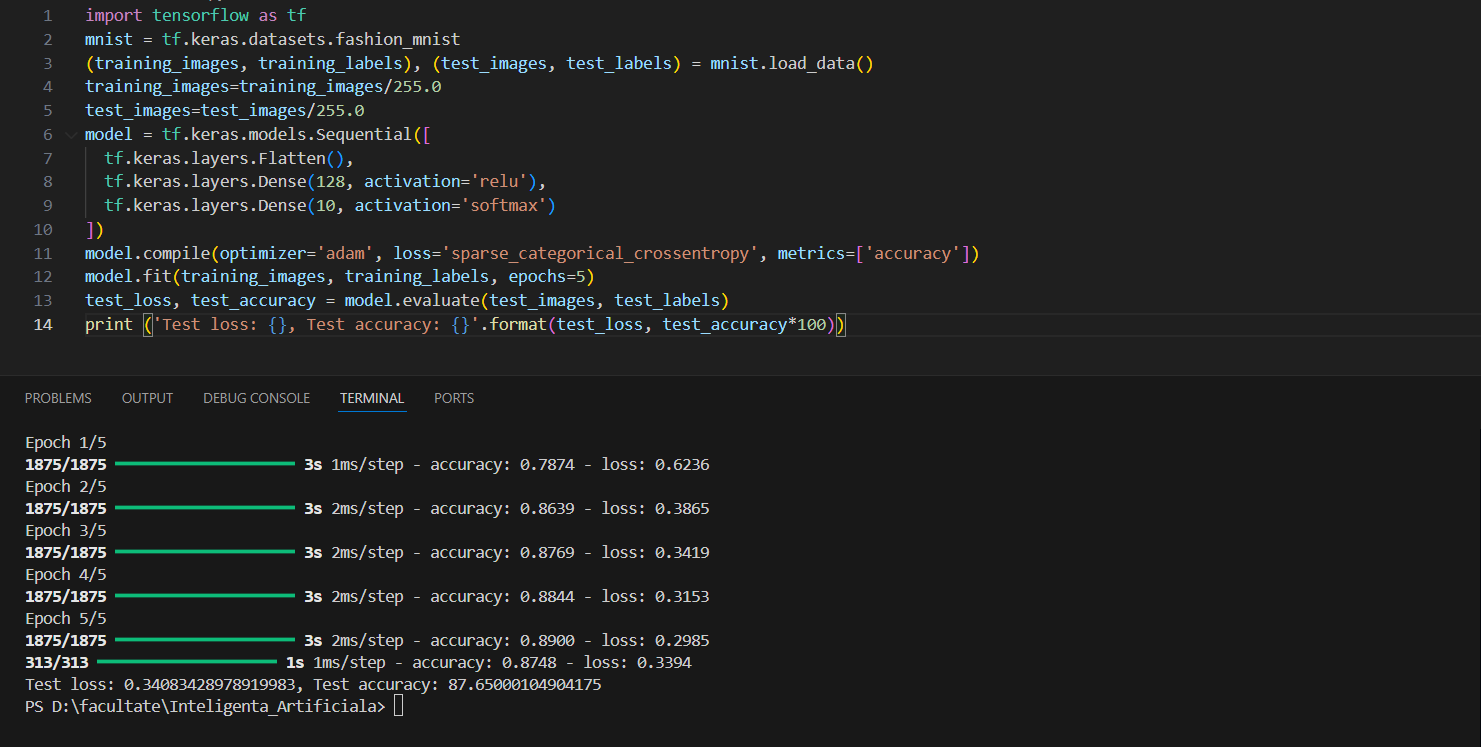 1 import tensorflow as tf
2 mnist = tf.keras.datasets.fashion_mnist
3 (training_images, training_labels), (test_images, test_labels) = mnist.load_data()
4 training_images=training_images/255.0
5 test_images=test_images/255.0
6 model = tf.keras.models.Sequential([
7 tf.keras.layers.Flatten(),
8 tf.keras.layers.Dense(128, activation='relu'),
9 tf.keras.layers.Dense(10, activation='softmax')
10 ])
11 model.compile(optimizer='adam', loss='sparse_categorical_crossentropy', metrics=['accuracy'])
12 model.fit(training_images, training_labels, epochs=5)
13 test_loss, test_accuracy = model.evaluate(test_images, test_labels)
14 print ('Test loss: {}, Test accuracy: {}'.format(test_loss, test_accuracy*100))
PROBLEMS OUTPUT DEBUG CONSOLE TERMINAL PORTS
Epoch 1/5
1875/1875 3s 1ms/step - accuracy: 0.7874 - loss: 0.6236
Epoch 2/5
1875/1875 3s 2ms/step - accuracy: 0.8639 - loss: 0.3865
Epoch 3/5
1875/1875 3s 2ms/step - accuracy: 0.8769 - loss: 0.3419
Epoch 4/5
1875/1875 3s 2ms/step - accuracy: 0.8844 - loss: 0.3153
Epoch 5/5
1875/1875 3s 2ms/step - accuracy: 0.8900 - loss: 0.2985
313/313 1s 1ms/step - accuracy: 0.8748 - loss: 0.3394
Test loss: 0.34083428978919983, Test accuracy: 87.65000104904175
PS D:\facultate\Inteligenta_Artificiala>